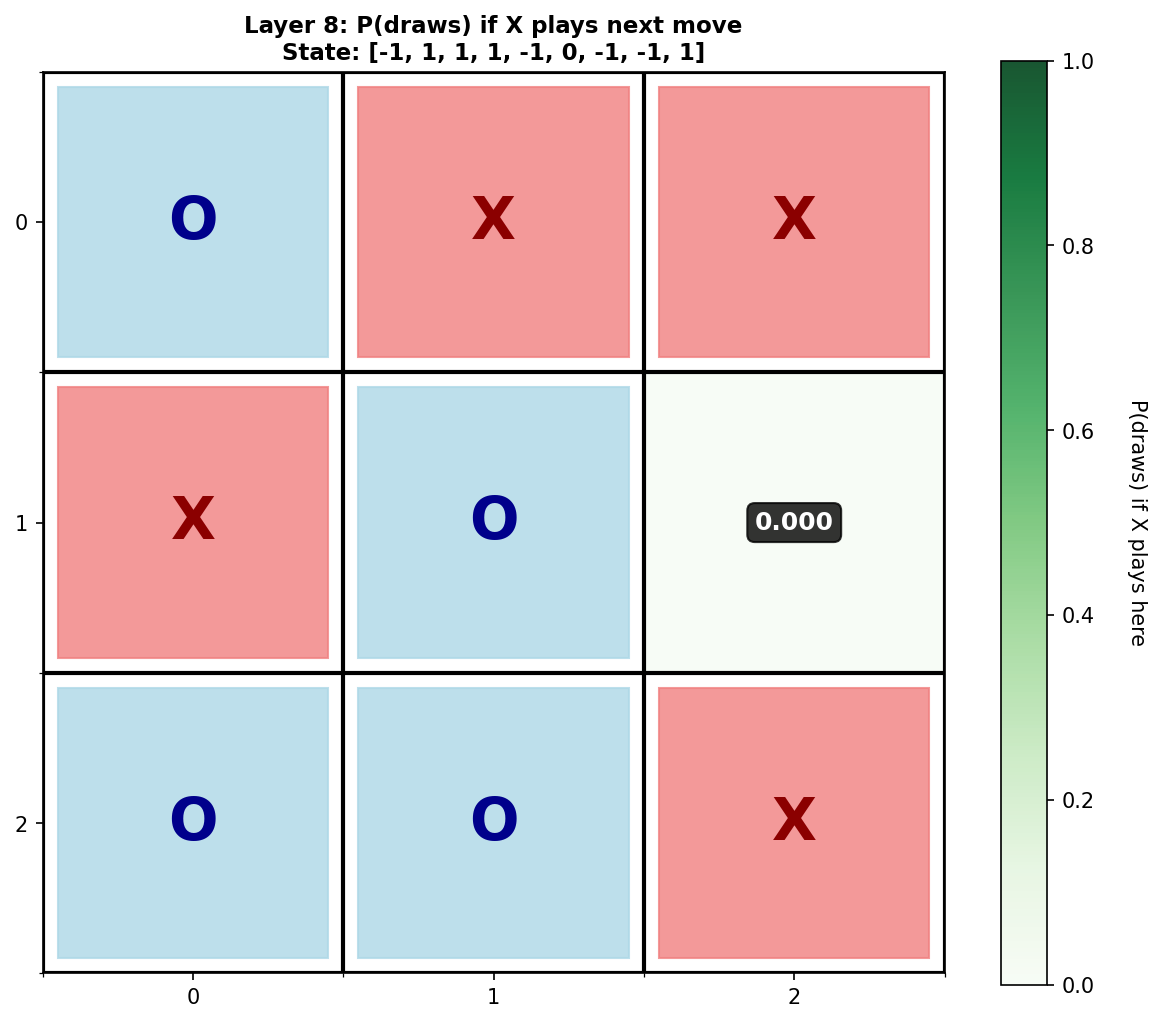 Layer 8: P(draws) if X plays next move
State: [-1, 1, 1, 1, -1, 0, -1, -1, 1]
O X X
X O 0.000
O O X
0
1
2
0 1 2
1.0
0.8
0.6
0.4
0.2
0.0
P(draws) if X plays here